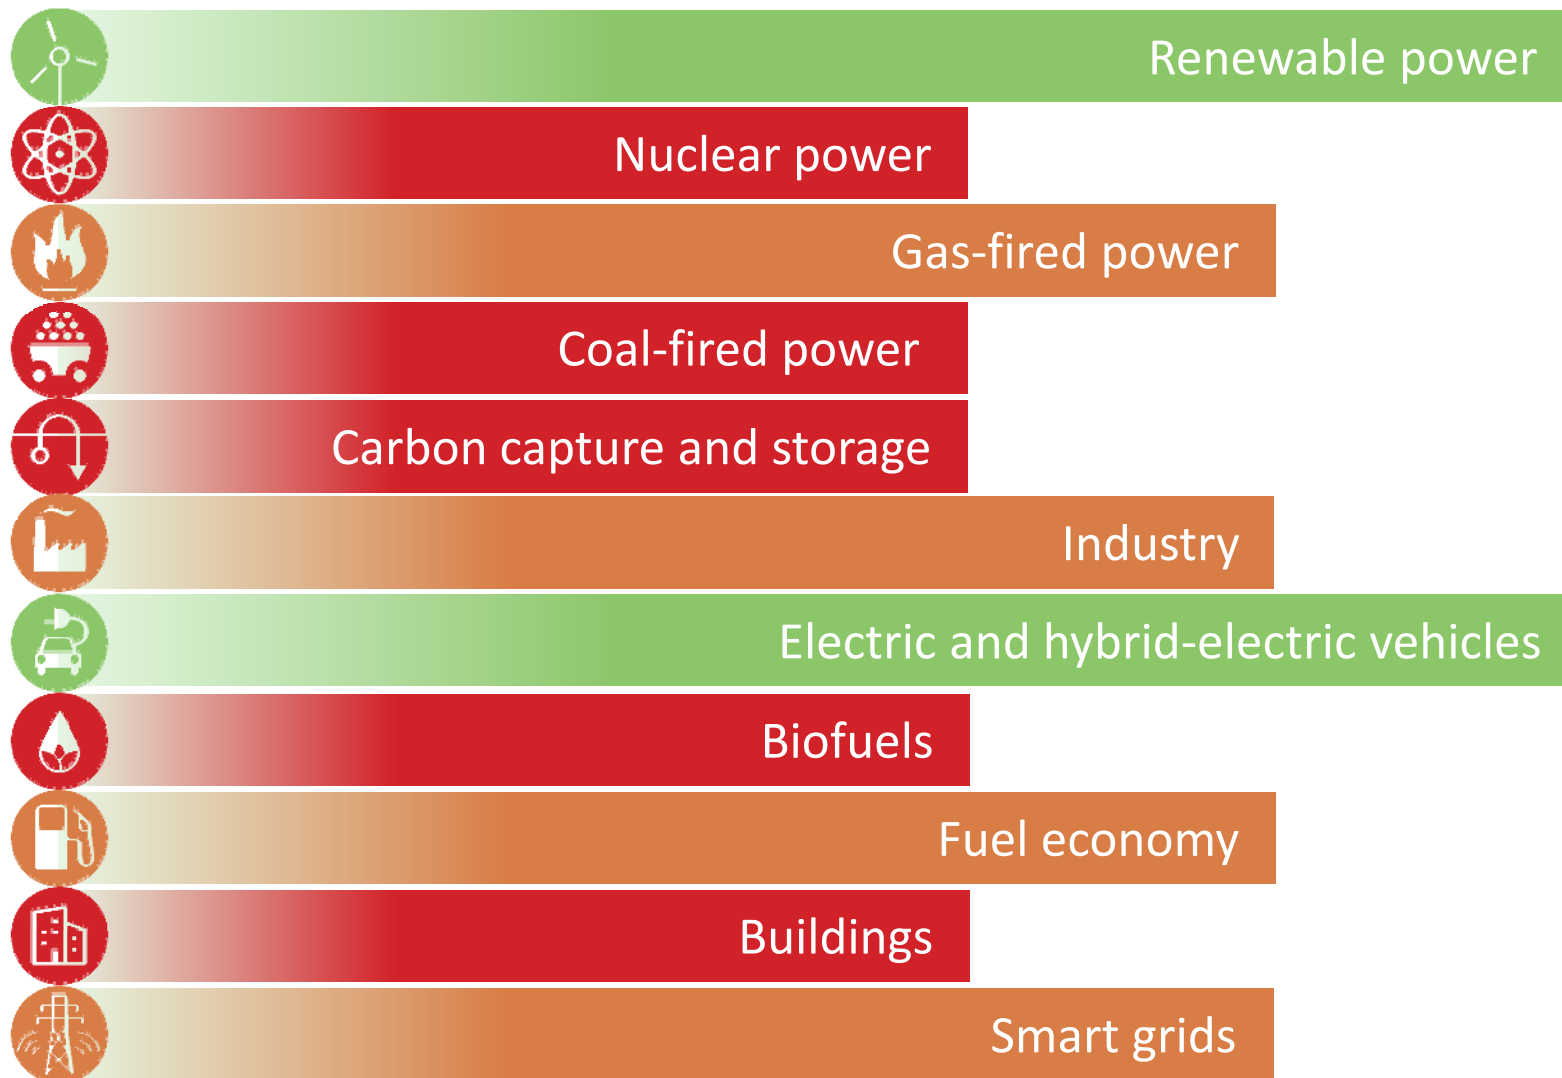 Renewable power
Nuclear power
Gas-fired power
Coal-fired power
Carbon capture and storage
Industry
Electric and hybrid-electric vehicles
Biofuels
Fuel economy
Buildings
Smart grids